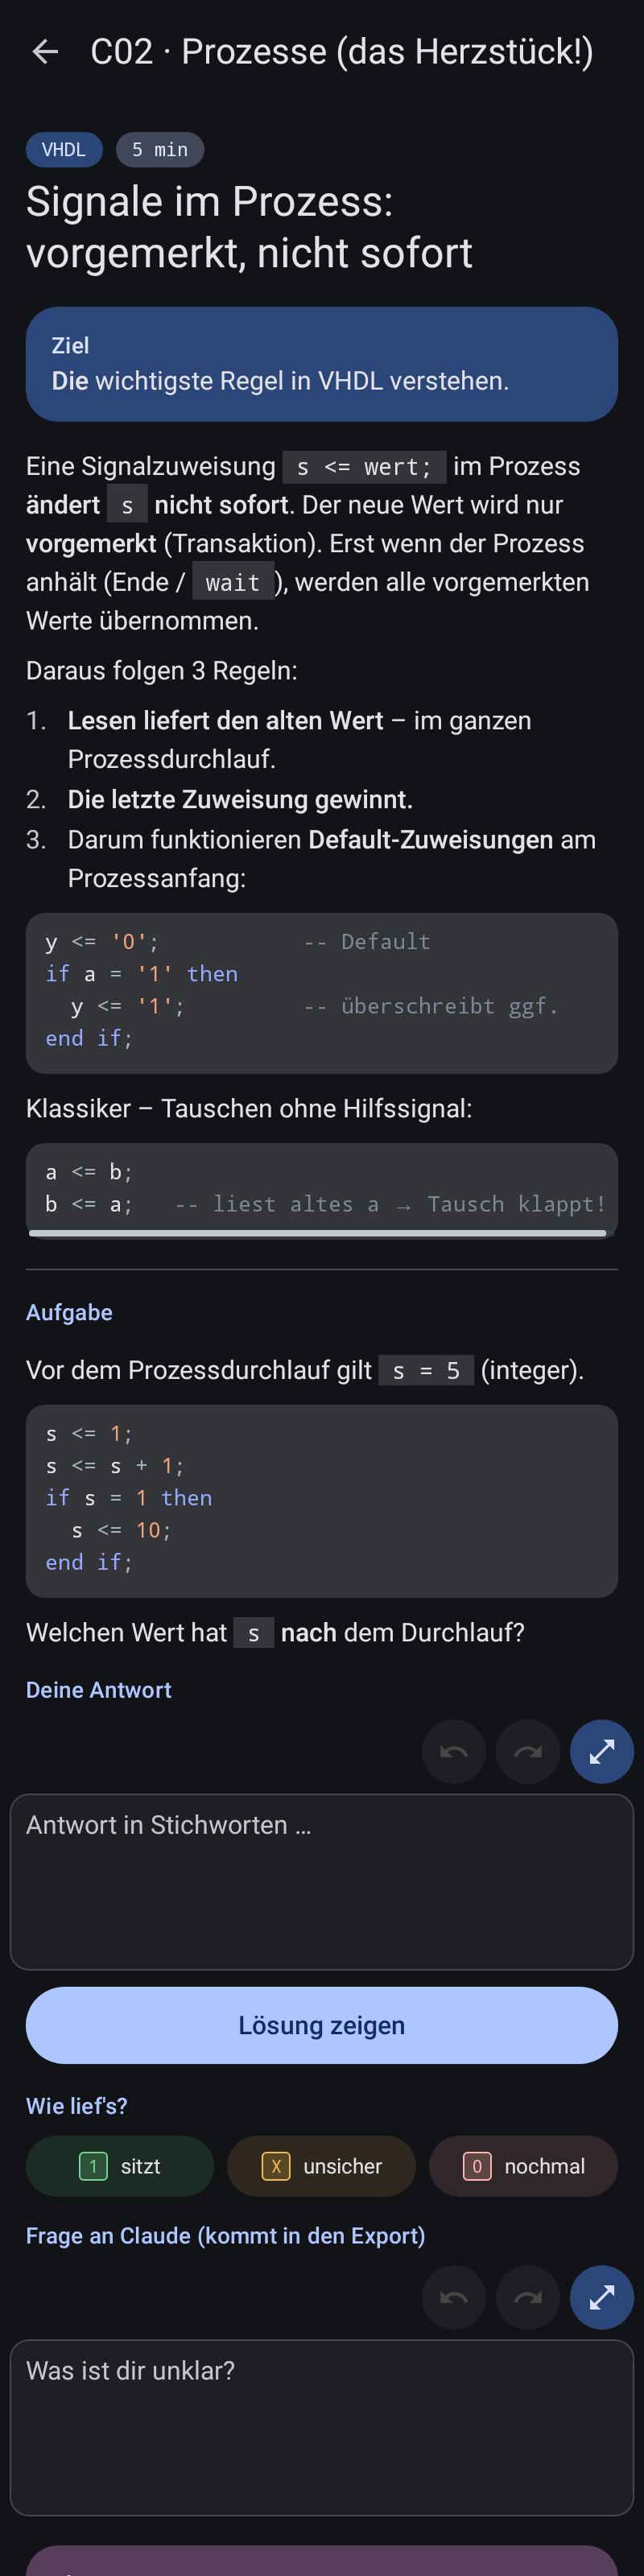 C02 · Prozesse (das Herzstück!)
VHDL 5 min
Signale im Prozess:
vorgemerkt, nicht sofort
Ziel
Die wichtigste Regel in VHDL verstehen.
Eine Signalzuweisung s <= wert; im Prozess
ändert s nicht sofort. Der neue Wert wird nur
vorgemerkt (Transaktion). Erst wenn der Prozess
anhält (Ende / wait), werden alle vorgemerkten
Werte übernommen.
Daraus folgen 3 Regeln:
1. Lesen liefert den alten Wert – im ganzen
Prozessdurchlauf.
2. Die letzte Zuweisung gewinnt.
3. Darum funktionieren Default-Zuweisungen am
Prozessanfang:
y <= '0'; -- Default
if a = '1' then
y <= '1'; -- überschreibt ggf.
end if;
Klassiker – Tauschen ohne Hilfssignal:
a <= b;
b <= a; -- liest altes a → Tausch klappt!
Aufgabe
Vor dem Prozessdurchlauf gilt s = 5 (integer).
s <= 1;
s <= s + 1;
if s = 1 then
s <= 10;
end if;
Welchen Wert hat s nach dem Durchlauf?
Deine Antwort
Antwort in Stichworten …
Lösung zeigen
Wie lief's?
1 sitzt X unsicher 0 nochmal
Frage an Claude (kommt in den Export)
Was ist dir unklar?